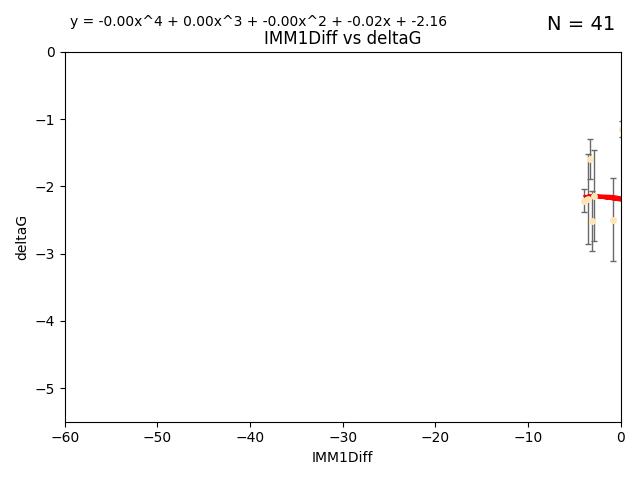 y = -0.00x^4 + 0.00x^3 + -0.00x^2 + -0.02x + -2.16
N = 41
IMM1Diff vs deltaG
0
−1
−2
−3
−4
−5
deltaG
−60 −50 −40 −30 −20 −10 0
IMM1Diff